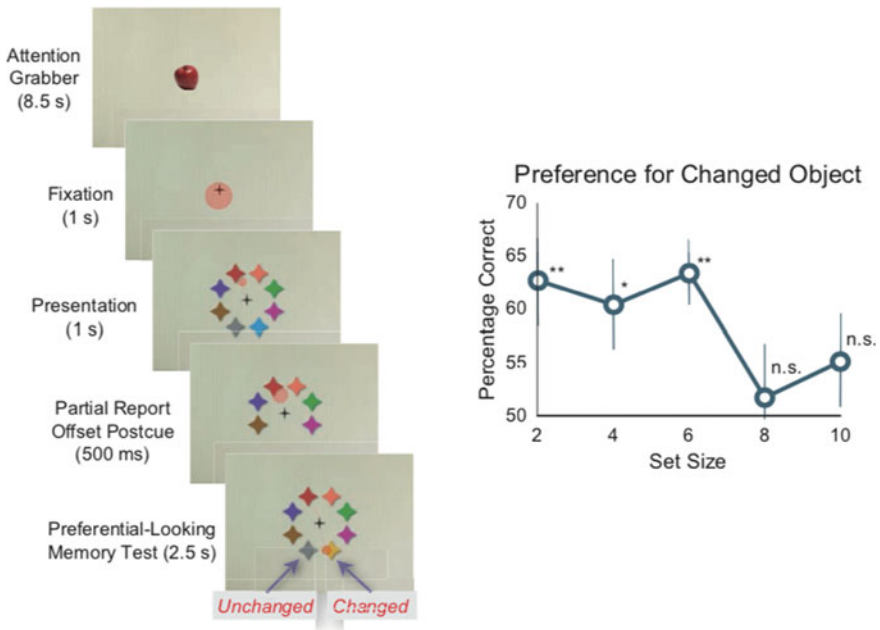 Attention
Grabber
(8.5 s)
Fixation
(1 s)
Presentation
(1 s)
Partial Report
Offset Postcue
(500 ms)
Preferential-Looking
Memory Test (2.5 s)
Unchanged
Changed
Preference for Changed Object
Percentage Correct
70
65
60
55
50
**
*
**
n.s.
n.s.
2
4
6
8
10
Set Size